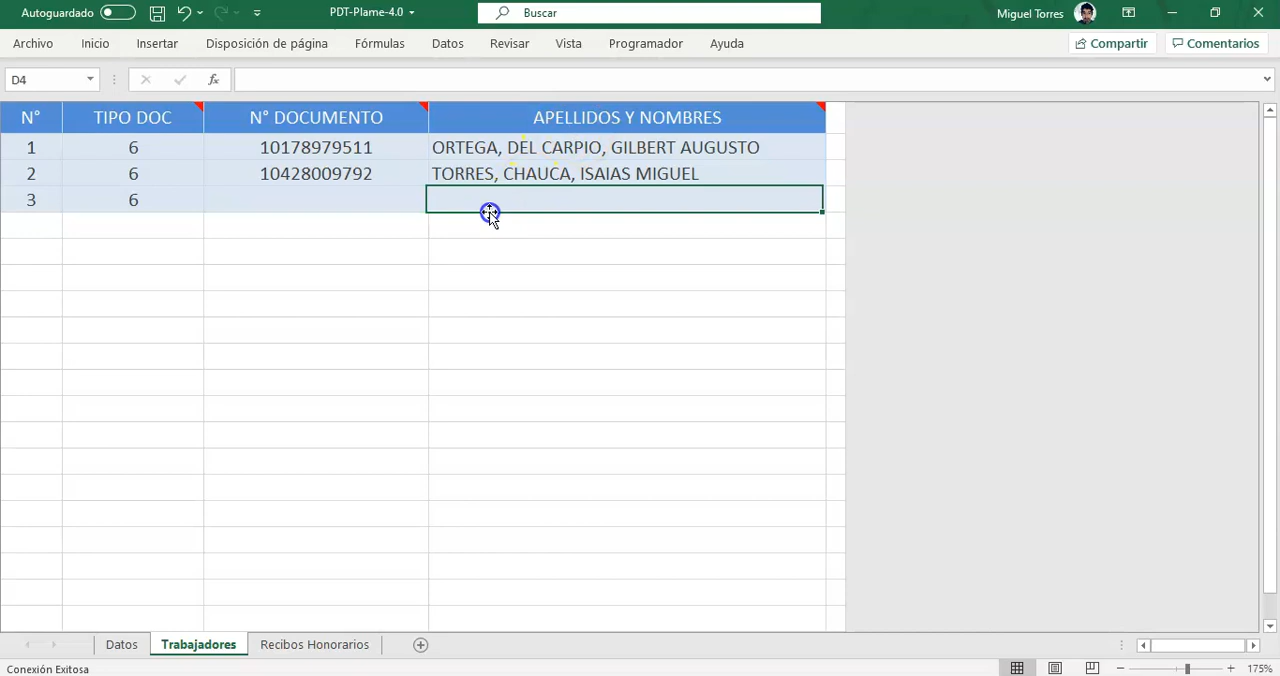 Autoguardado PDT-Plame-4.0 Buscar Miguel Torres
Archivo Inicio Insertar Disposición de página Fórmulas Datos Revisar Vista Programador Ayuda Compartir Comentarios
D4 fx
N° TIPO DOC N° DOCUMENTO APELLIDOS Y NOMBRES
1 6 10178979511 ORTEGA, DEL CARPIO, GILBERT AUGUSTO
2 6 10428009792 TORRES, CHAUCA, ISAIAS MIGUEL
3 6
Datos Trabajadores Recibos Honorarios
Conexión Exitosa 175%